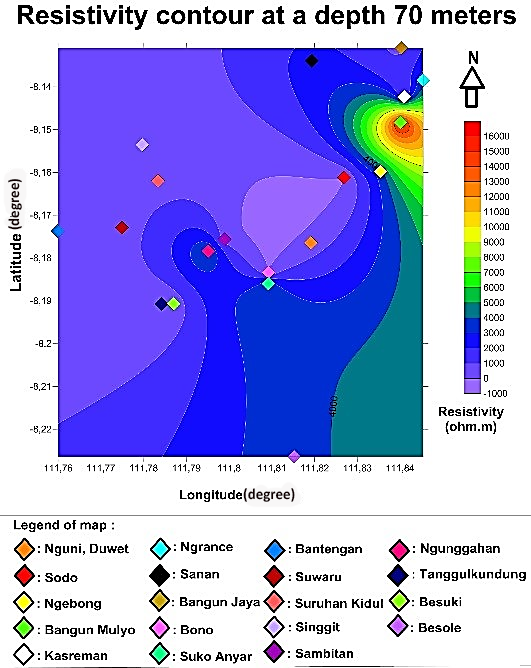 Resistivity contour at a depth 70 meters
N
-8,14
-8,15
-8,16
-8,17
-8,18
-8,19
-8,2
-8,21
-8,22
Latitude (degree)
4000
111,76 111,77 111,78 111,79 111,8 111,81 111,82 111,83 111,84
Longitude(degree)
16000
15000
14000
13000
12000
11000
10000
9000
8000
7000
6000
5000
4000
3000
2000
1000
0
-1000
Resistivity
(ohm.m)
Legend of map :
: Nguni, Duwet
: Sodo
: Ngebong
: Bangun Mulyo
: Kasreman
: Ngrance
: Sanan
: Bangun Jaya
: Bono
: Suko Anyar
: Bantengan
: Suwaru
: Suruhan Kidul
: Singgit
: Sambitan
: Ngunggahan
: Tanggulkundung
: Besuki
: Besole